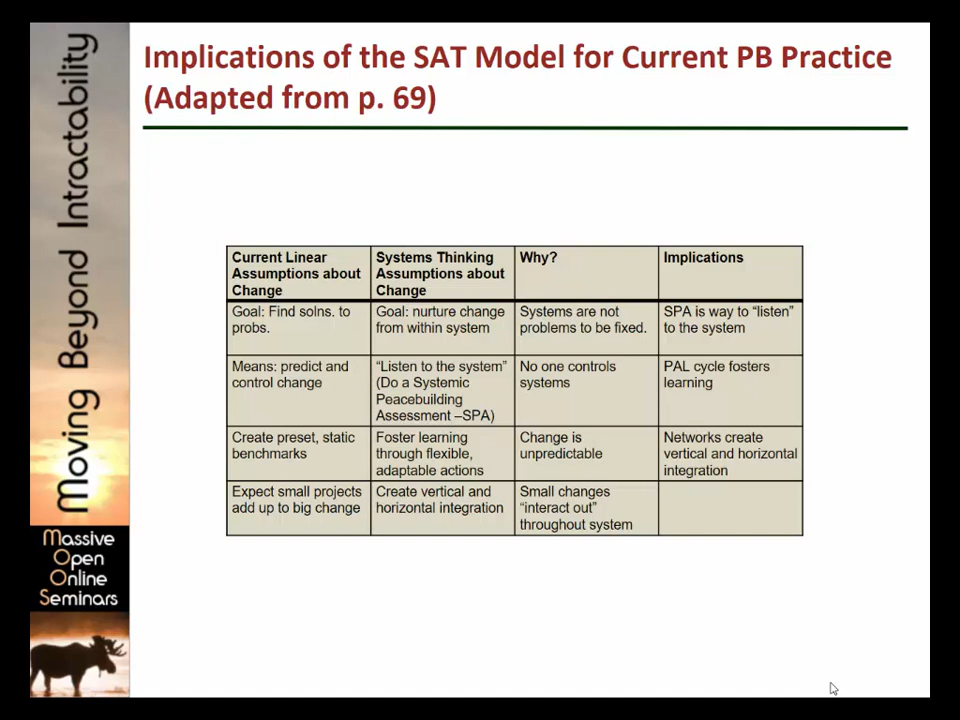 Moving Beyond Intractability
Massive
Open
Online
Seminars
Implications of the SAT Model for Current PB Practice
(Adapted from p. 69)
Current Linear
Assumptions about
Change
Systems Thinking
Assumptions about
Change
Why?
Implications
Goal: Find solns. to
probs.
Goal: nurture change
from within system
Systems are not
problems to be fixed.
SPA is way to “listen”
to the system
Means: predict and
control change
“Listen to the system”
(Do a Systemic
Peacebuilding
Assessment –SPA)
No one controls
systems
PAL cycle fosters
learning
Create preset, static
benchmarks
Foster learning
through flexible,
adaptable actions
Change is
unpredictable
Networks create
vertical and horizontal
integration
Expect small projects
add up to big change
Create vertical and
horizontal integration
Small changes
“interact out”
throughout system